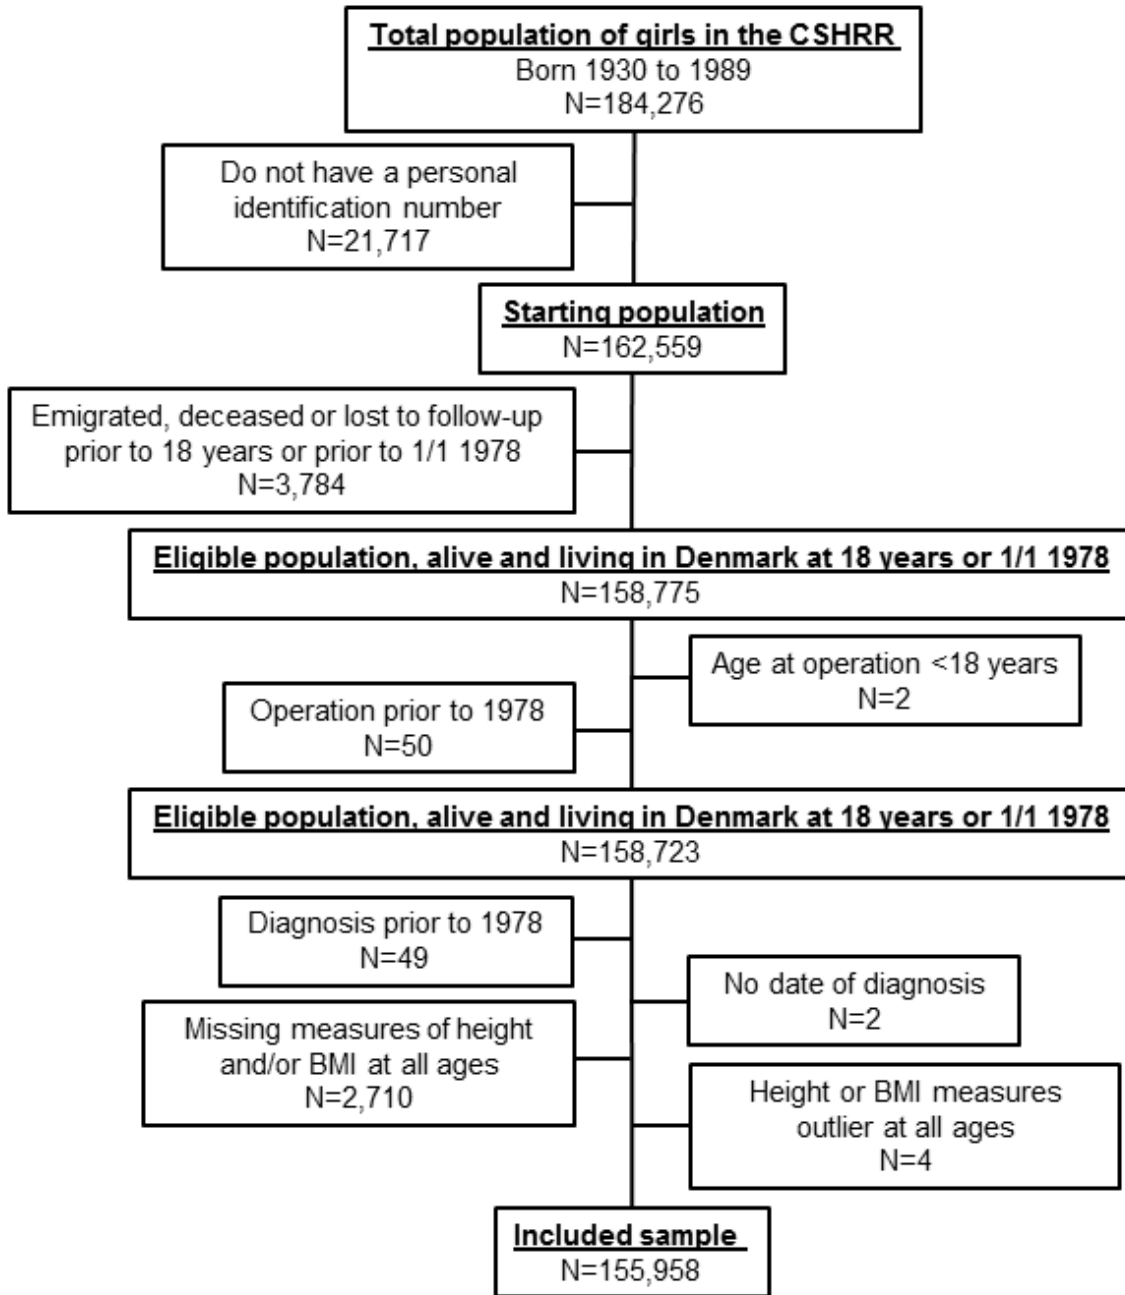 Total population of girls in the CSHRR
Born 1930 to 1989
N=184,276
Do not have a personal
identification number
N=21,717
Starting population
N=162,559
Emigrated, deceased or lost to follow-up
prior to 18 years or prior to 1/1 1978
N=3,784
Eligible population, alive and living in Denmark at 18 years or 1/1 1978
N=158,775
Age at operation <18 years
N=2
Operation prior to 1978
N=50
Eligible population, alive and living in Denmark at 18 years or 1/1 1978
N=158,723
Diagnosis prior to 1978
N=49
No date of diagnosis
N=2
Missing measures of height
and/or BMI at all ages
N=2,710
Height or BMI measures
outlier at all ages
N=4
Included sample
N=155,958